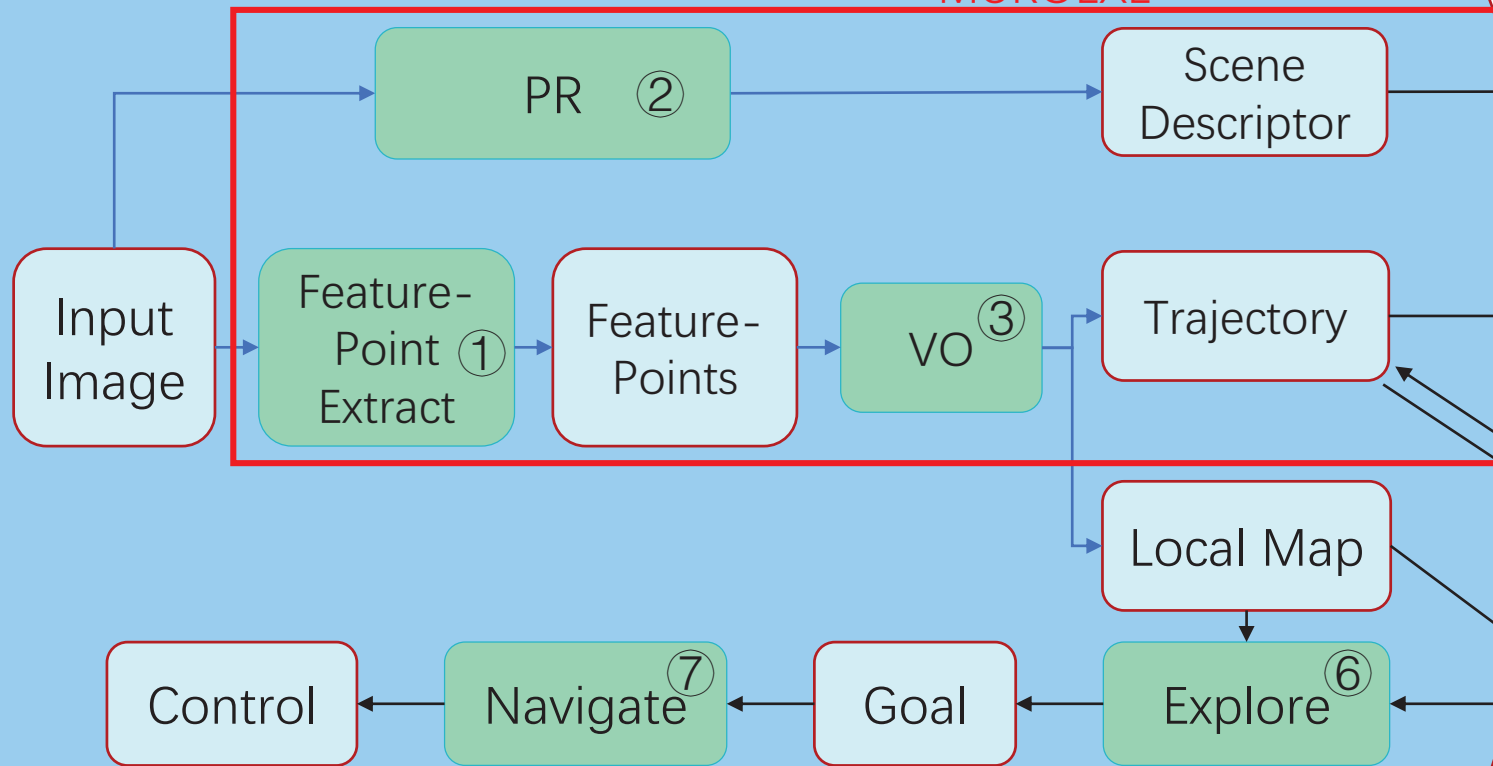 PR ②
Scene
Descriptor
Input
Image
Feature-
Point ①
Extract
Feature-
Points
VO ③
Trajectory
Local Map
Control
Navigate ⑦
Goal
Explore ⑥